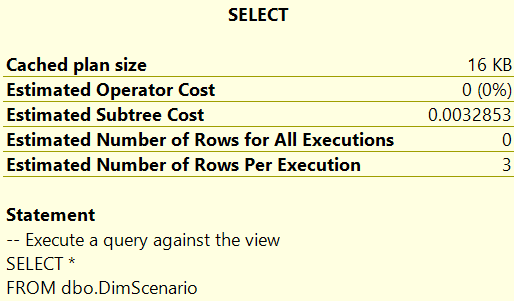 SELECT
Cached plan size 16 KB
Estimated Operator Cost 0 (0%)
Estimated Subtree Cost 0.0032853
Estimated Number of Rows for All Executions 0
Estimated Number of Rows Per Execution 3
Statement
-- Execute a query against the view
SELECT *
FROM dbo.DimScenario